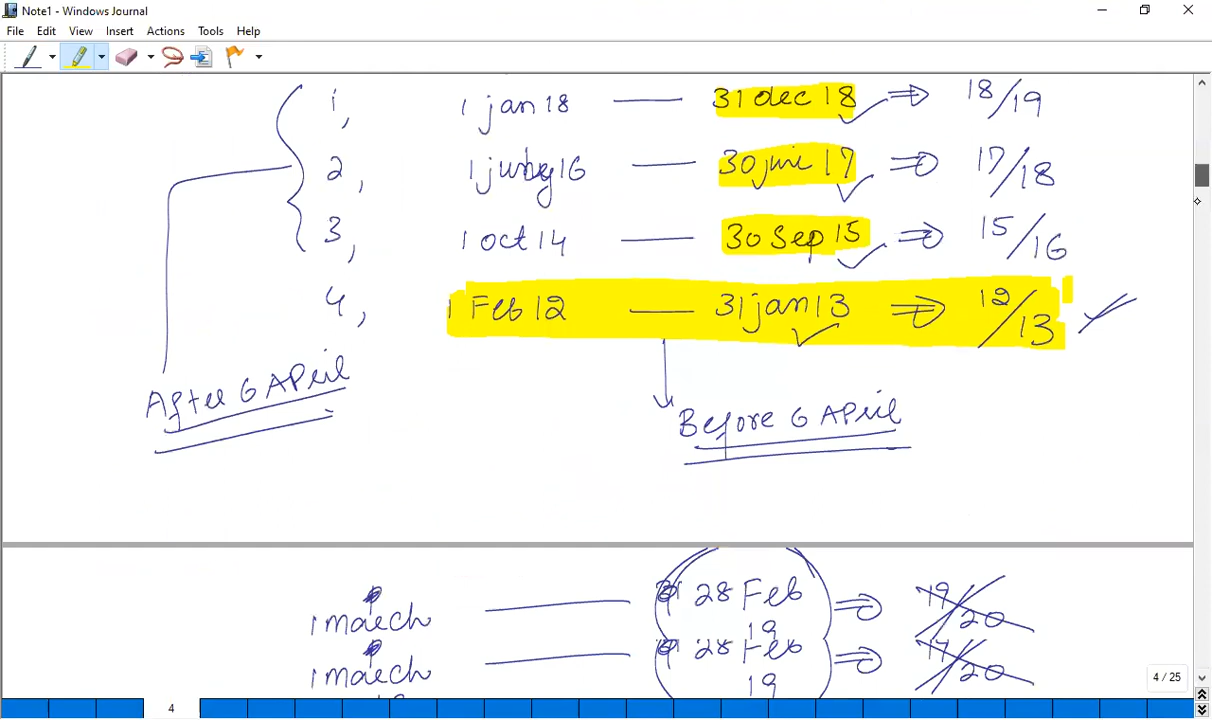 Note1 - Windows Journal
File Edit View Insert Actions Tools Help
1, 1 jan 18 — 31 dec 18 ⇒ 18/19
2, 16 — 30 june 17 ⇒ 17/18
3, 1 oct 14 — 30 Sep 15 ⇒ 15/16
4, 1 Feb 12 — 31 jan 13 ⇒ 12/13
After 6 April
Before 6 April
1 march — 28 Feb 19 ⇒ 19/20
1 march — 28 Feb 19 ⇒ /20
4 / 25
4